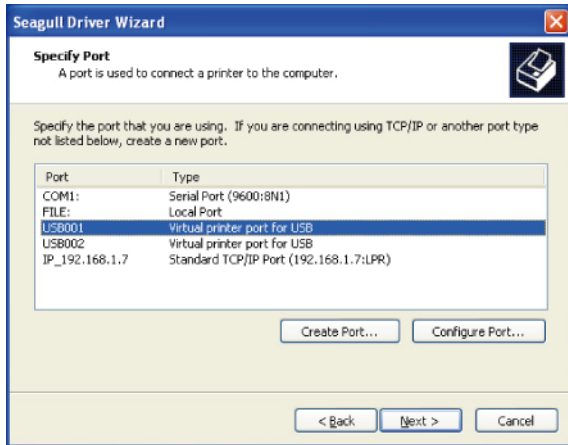 Seagull Driver Wizard
Specify Port
A port is used to connect a printer to the computer.
Specify the port that you are using. If you are connecting using TCP/IP or another port type
not listed below, create a new port.
Port Type
COM1: Serial Port (9600:8N1)
FILE: Local Port
USB001 Virtual printer port for USB
USB002 Virtual printer port for USB
IP_192.168.1.7 Standard TCP/IP Port (192.168.1.7:LPR)
Create Port... Configure Port...
< Back Next > Cancel